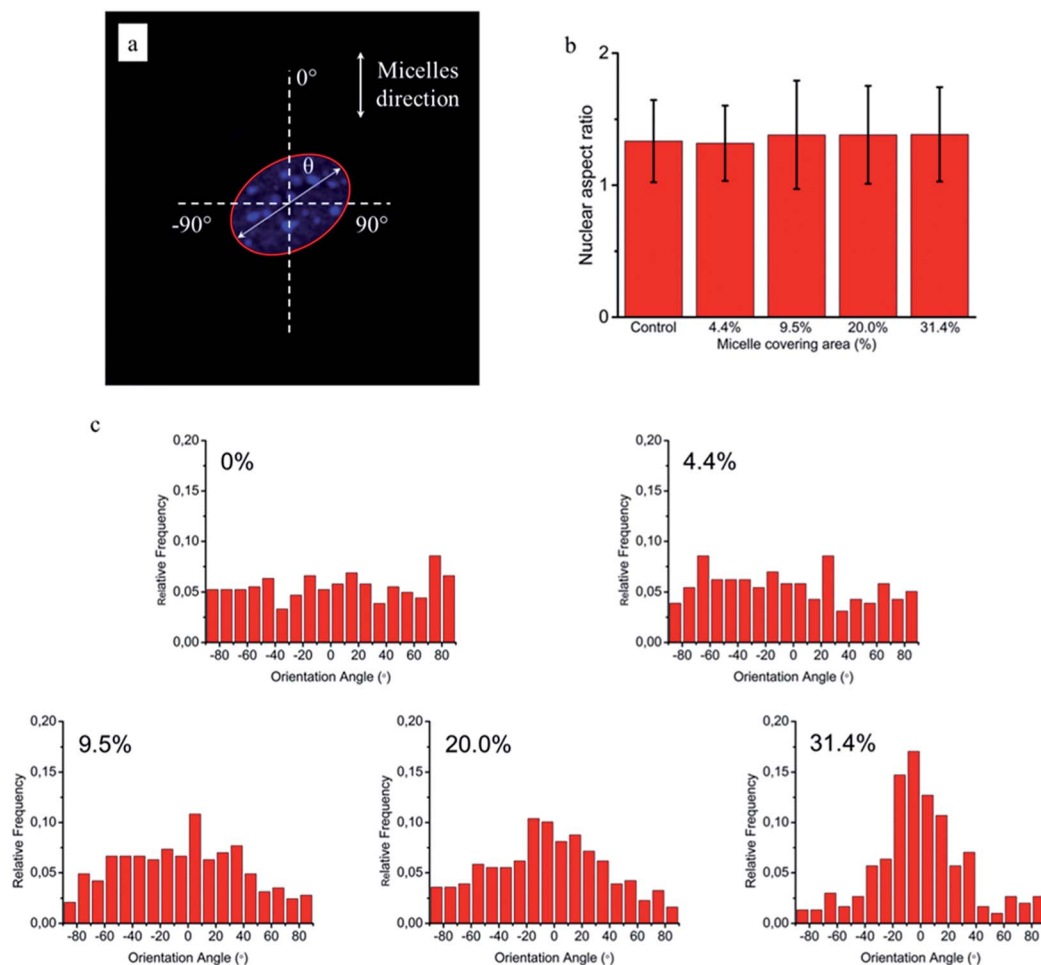 a
0°
Micelles
direction
θ
-90°
90°
b
Nuclear aspect ratio
2
1
0
Control
4.4%
9.5%
20.0%
31.4%
Micelle covering area (%)
c
0%
Relative Frequency
0,20
0,15
0,10
0,05
0,00
-80 -60 -40 -20 0 20 40 60 80
Orientation Angle (°)
4.4%
Relative Frequency
0,20
0,15
0,10
0,05
0,00
-80 -60 -40 -20 0 20 40 60 80
Orientation Angle (°)
9.5%
Relative Frequency
0,20
0,15
0,10
0,05
0,00
-80 -60 -40 -20 0 20 40 60 80
Orientation Angle (°)
20.0%
Relative Frequency
0,20
0,15
0,10
0,05
0,00
-80 -60 -40 -20 0 20 40 60 80
Orientation Angle (°)
31.4%
Relative Frequency
0,20
0,15
0,10
0,05
0,00
-80 -60 -40 -20 0 20 40 60 80
Orientation Angle (°)